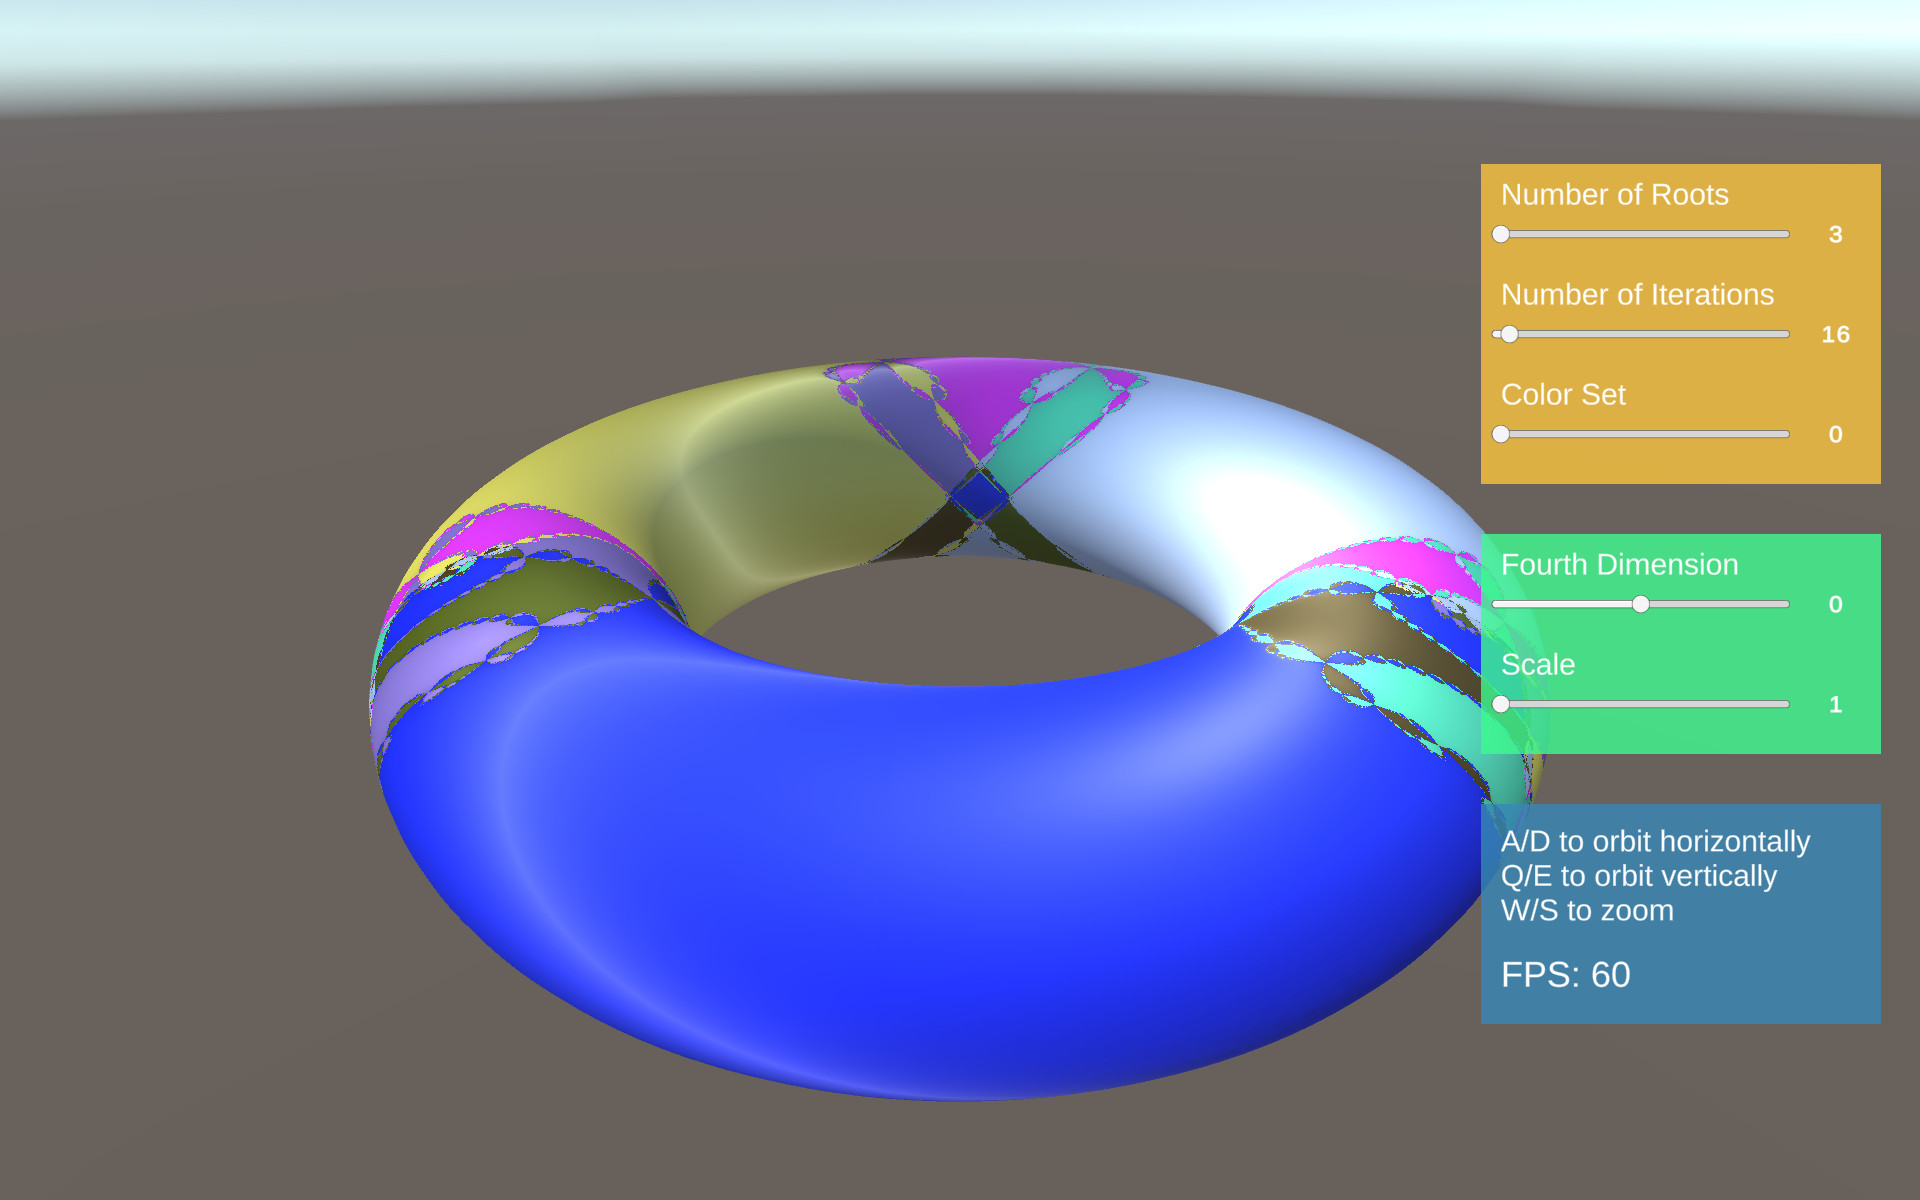 Number of Roots
3
Number of Iterations
16
Color Set
0
Fourth Dimension
0
Scale
1
A/D to orbit horizontally
Q/E to orbit vertically
W/S to zoom
FPS: 60